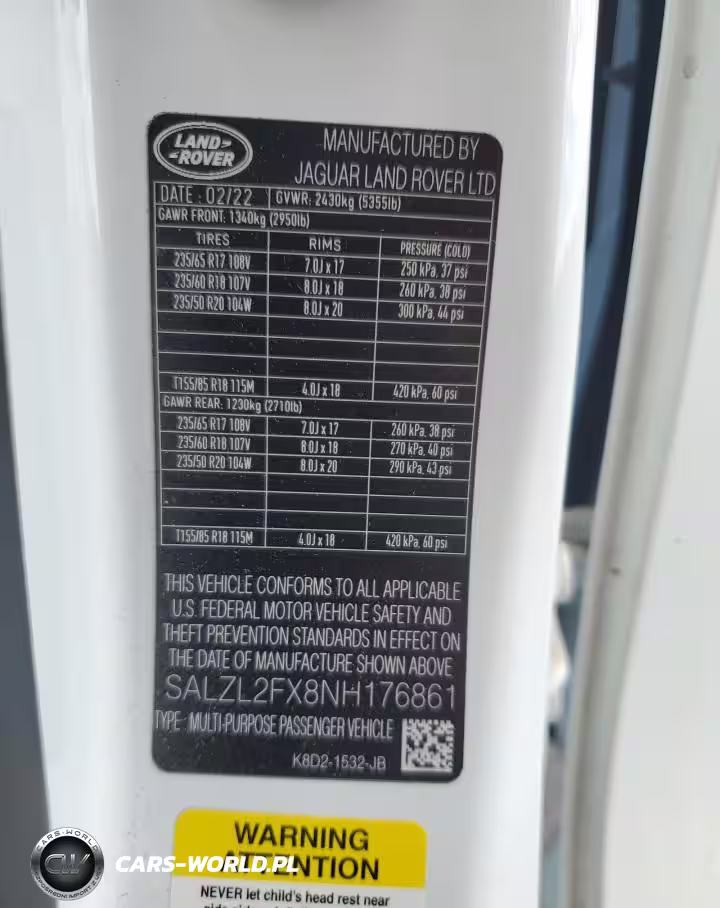 LAND-
-ROVER
MANUFACTURED BY
JAGUAR LAND ROVER LTD
DATE : 02/22 GVWR: 2430kg (5355lb)
GAWR FRONT: 1340kg (2950lb)
TIRES RIMS PRESSURE (COLD)
235/65 R17 108V 7.0J x 17 250 kPa, 37 psi
235/60 R18 107V 8.0J x 18 260 kPa, 38 psi
235/50 R20 104W 8.0J x 20 300 kPa, 44 psi
T155/85 R18 115M 4.0J x 18 420 kPa, 60 psi
GAWR REAR: 1230kg (2710lb)
235/65 R17 108V 7.0J x 17 260 kPa, 38 psi
235/60 R18 107V 8.0J x 18 270 kPa, 40 psi
235/50 R20 104W 8.0J x 20 290 kPa, 43 psi
T155/85 R18 115M 4.0J x 18 420 kPa, 60 psi
THIS VEHICLE CONFORMS TO ALL APPLICABLE
U.S. FEDERAL MOTOR VEHICLE SAFETY AND
THEFT PREVENTION STANDARDS IN EFFECT ON
THE DATE OF MANUFACTURE SHOWN ABOVE
SALZL2FX8NH176861
TYPE : MULTI-PURPOSE PASSENGER VEHICLE
K8D2-1532-JB
WARNING
ATTENTION
NEVER let child's head rest near
CARS-WORLD
CW
CARS-WORLD.PL